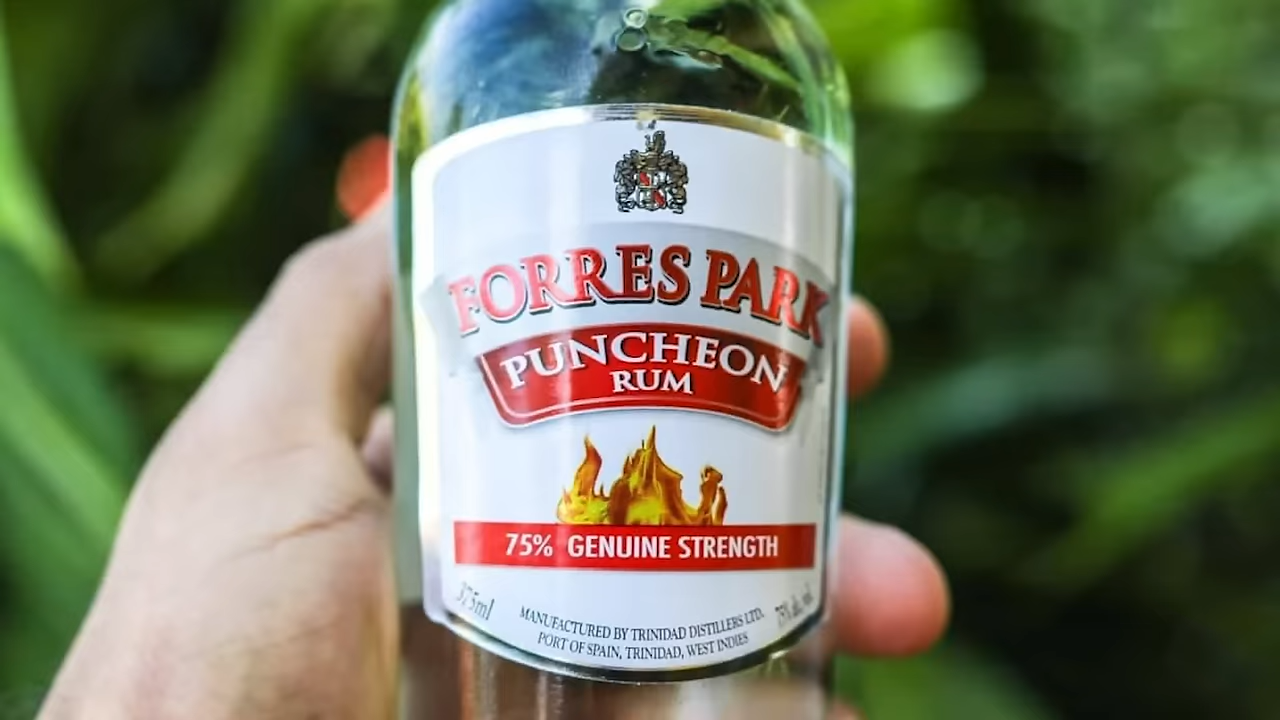 FORRES PARK
PUNCHEON
RUM
75% GENUINE STRENGTH
375ml
75% alc. vol.
MANUFACTURED BY TRINIDAD DISTILLERS LTD.
PORT OF SPAIN, TRINIDAD, WEST INDIES